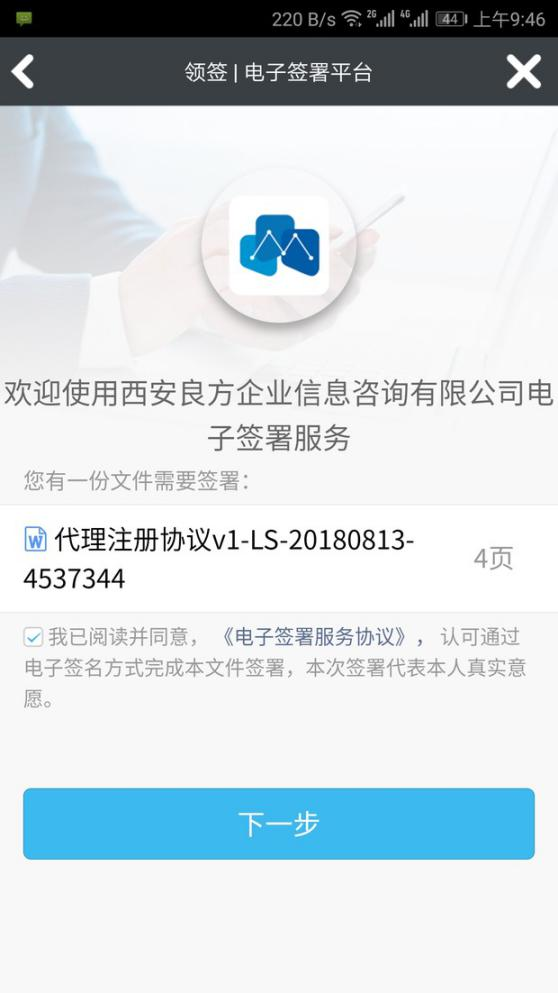 220 B/s 2G 4G 44 上午9:46
领签 | 电子签署平台
欢迎使用西安良方企业信息咨询有限公司电
子签署服务
您有一份文件需要签署：
W 代理注册协议v1-LS-20180813-
4537344
4页
我已阅读并同意，《电子签署服务协议》，认可通过
电子签名方式完成本文件签署，本次签署代表本人真实意
愿。
下一步